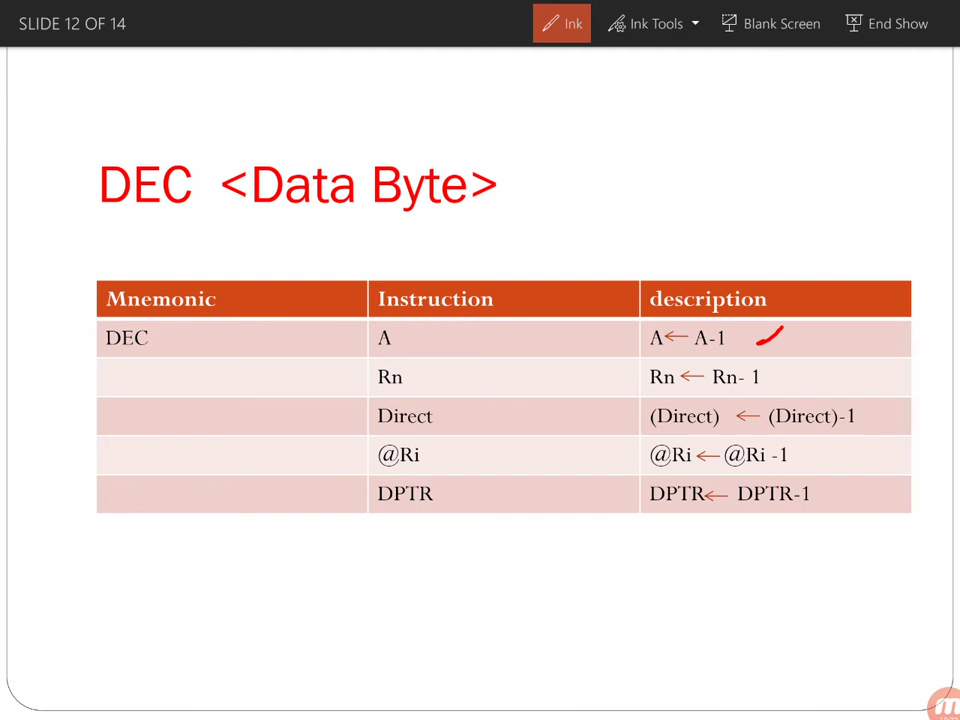 SLIDE 12 OF 14 Ink Ink Tools Blank Screen End Show
DEC <Data Byte>
Mnemonic Instruction description
DEC A A← A-1
Rn Rn ← Rn- 1
Direct (Direct) ← (Direct)-1
@Ri @Ri ← @Ri -1
DPTR DPTR← DPTR-1